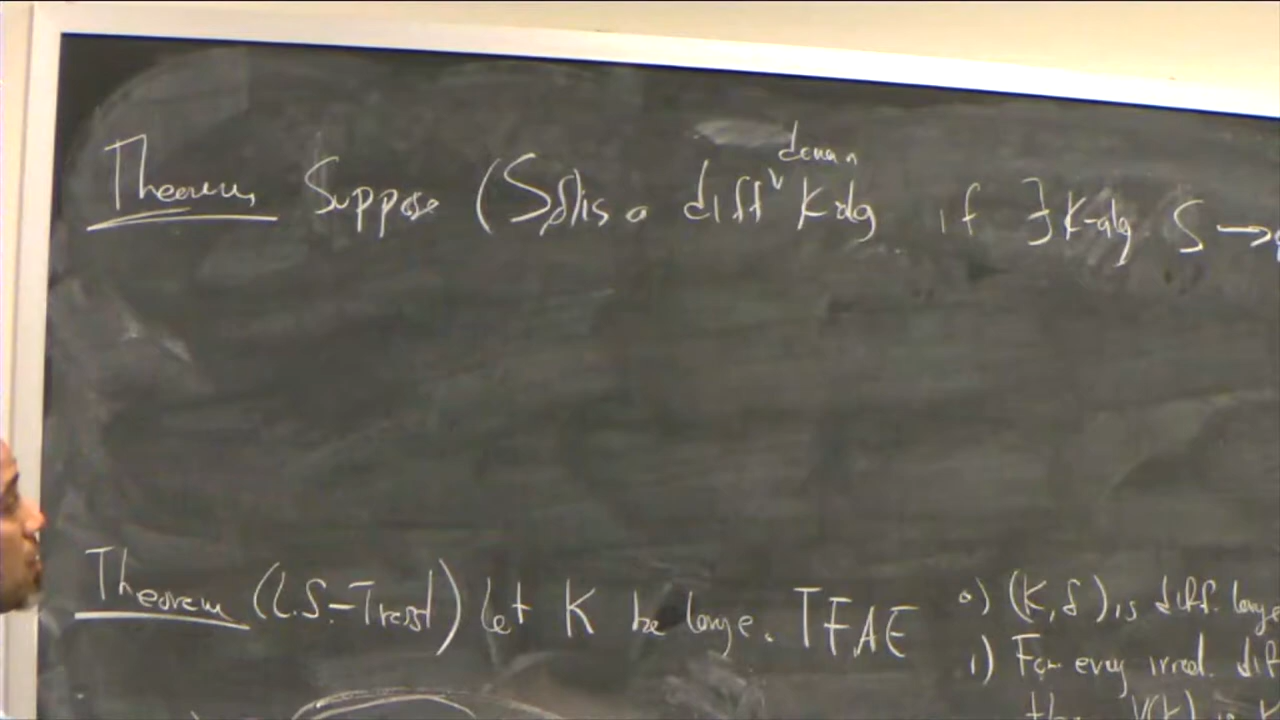 domain
Theorem Suppose (S,δ) is a diff ∨ K-alg if ∃ K-alg S →
Theorem (L.S.-Tressl) let K be large. TFAE 0) (K,δ) is diff. large
1) For every irred. dif
V(K)